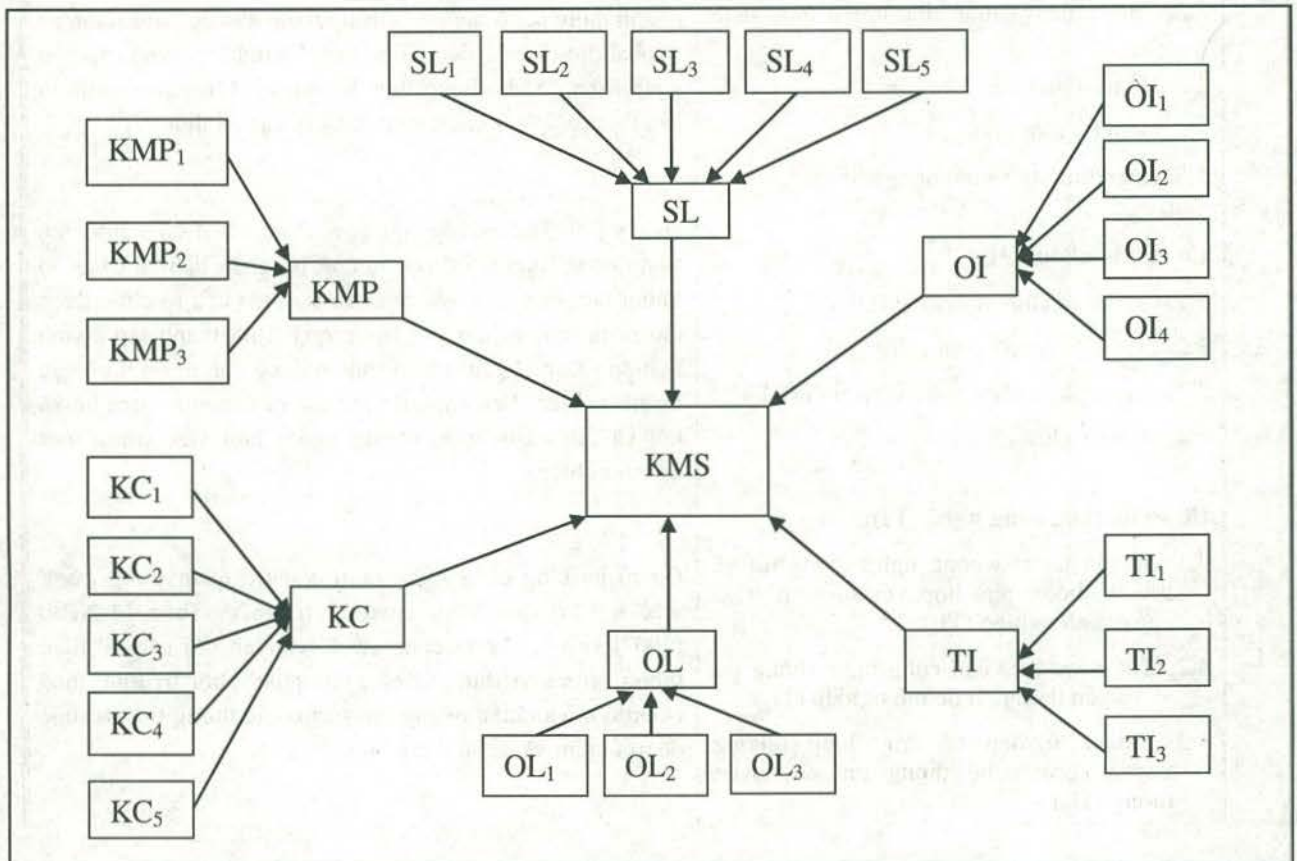 SL₁ SL₂ SL₃ SL₄ SL₅
OI₁
OI₂
OI₃
OI₄
KMP₁
KMP₂
KMP₃
SL
OI
KMP
KMS
KC₁
KC₂
KC₃
KC₄
KC₅
KC
OL
TI
TI₁
TI₂
TI₃
OL₁ OL₂ OL₃